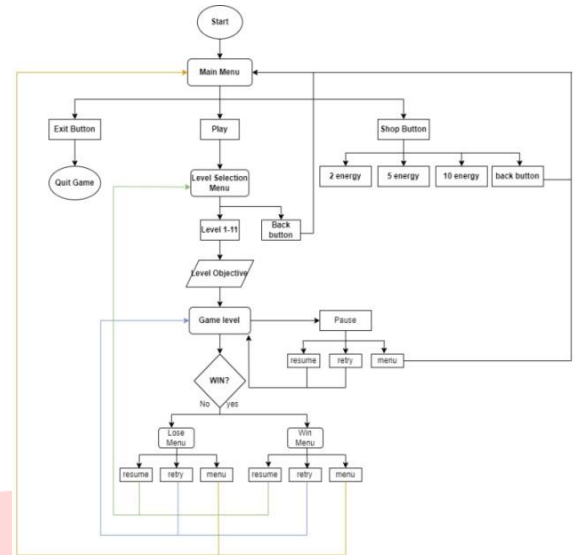 Start
Main Menu
Exit Button
Play
Shop Button
Quit Game
Level Selection
Menu
2 energy
5 energy
10 energy
back button
Level 1-11
Back
button
Level Objective
Game level
Pause
resume
retry
menu
WIN?
No
yes
Lose
Menu
Win
Menu
resume
retry
menu
resume
retry
menu